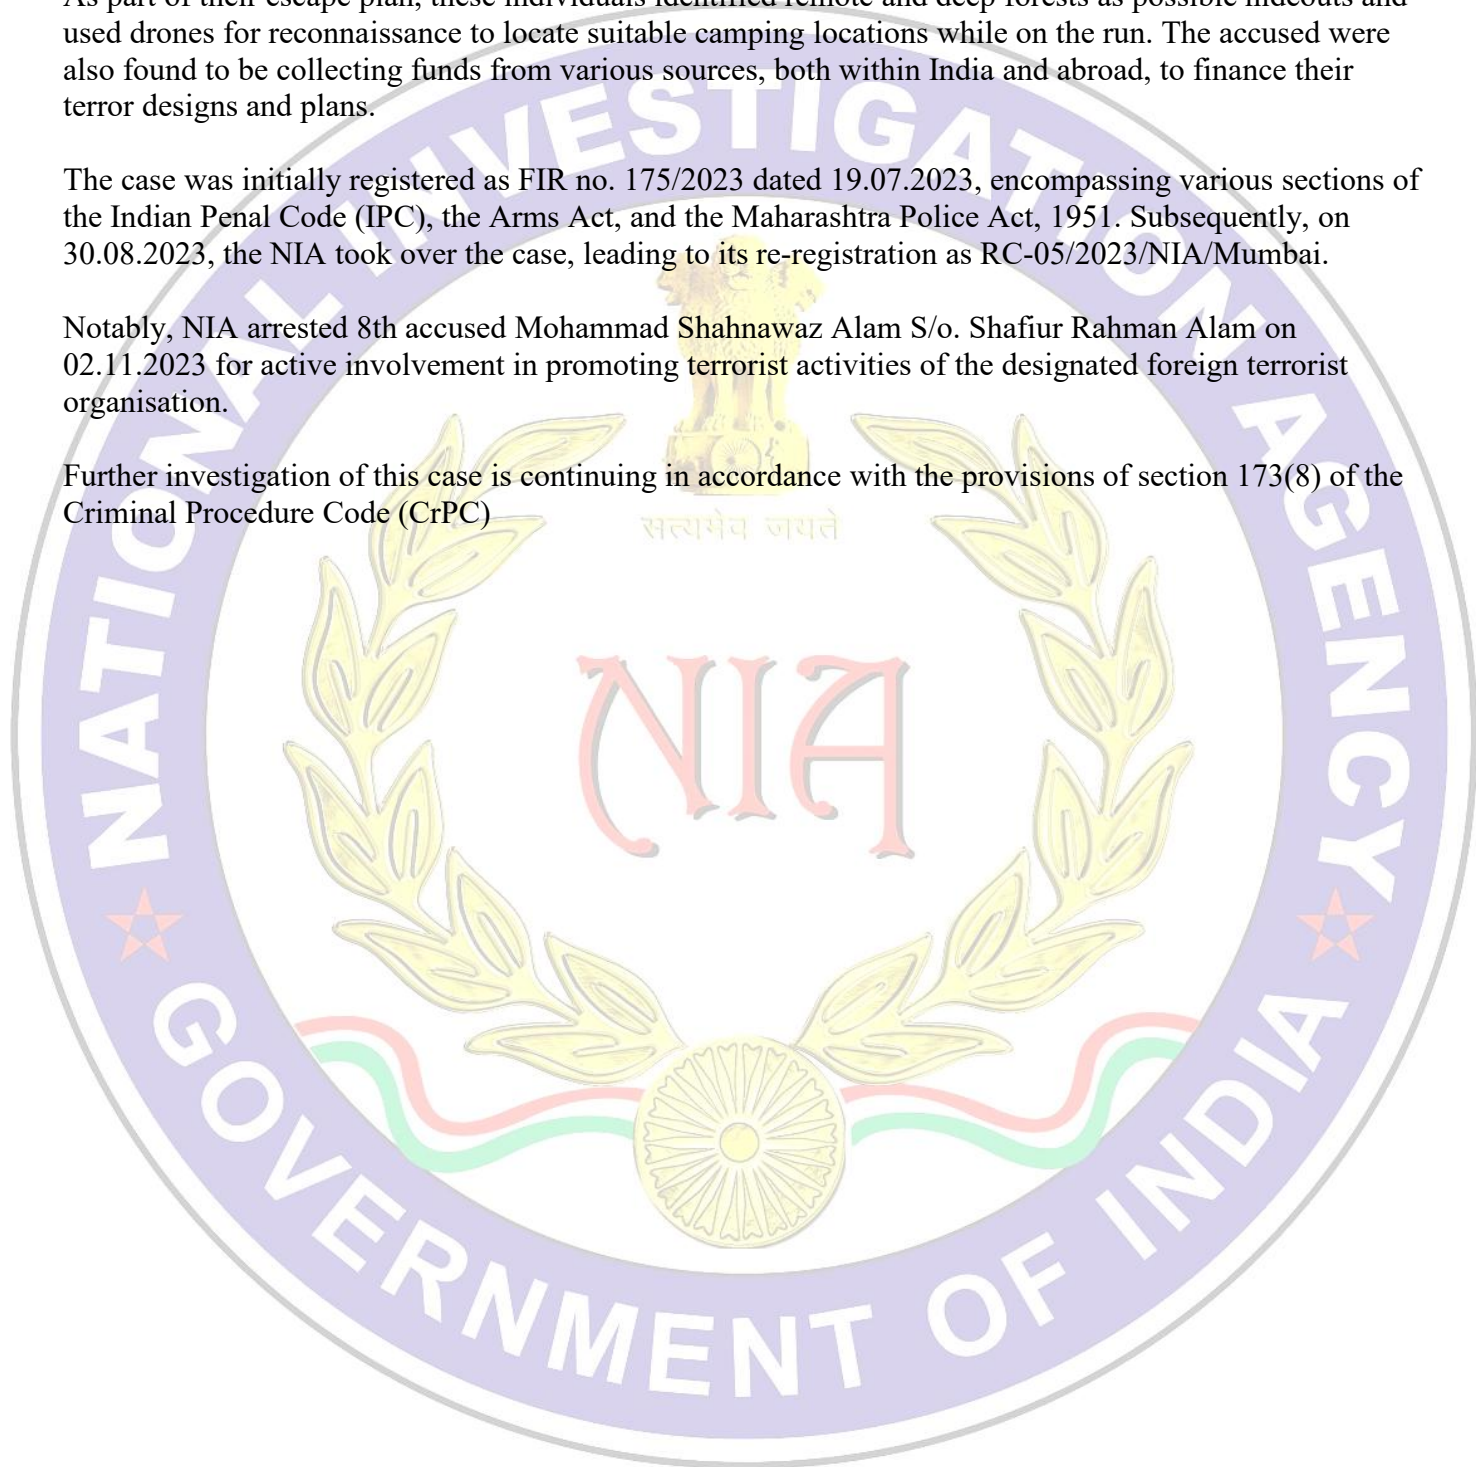 As part of their escape plan, these individuals identified remote and deep forests as possible hideouts and
used drones for reconnaissance to locate suitable camping locations while on the run. The accused were
also found to be collecting funds from various sources, both within India and abroad, to finance their
terror designs and plans.
The case was initially registered as FIR no. 175/2023 dated 19.07.2023, encompassing various sections of
the Indian Penal Code (IPC), the Arms Act, and the Maharashtra Police Act, 1951. Subsequently, on
30.08.2023, the NIA took over the case, leading to its re-registration as RC-05/2023/NIA/Mumbai.
Notably, NIA arrested 8th accused Mohammad Shahnawaz Alam S/o. Shafiur Rahman Alam on
02.11.2023 for active involvement in promoting terrorist activities of the designated foreign terrorist
organisation.
Further investigation of this case is continuing in accordance with the provisions of section 173(8) of the
Criminal Procedure Code (CrPC)
NATIONAL INVESTIGATION AGENCY
सत्यमेव जयते
NIA
GOVERNMENT OF INDIA